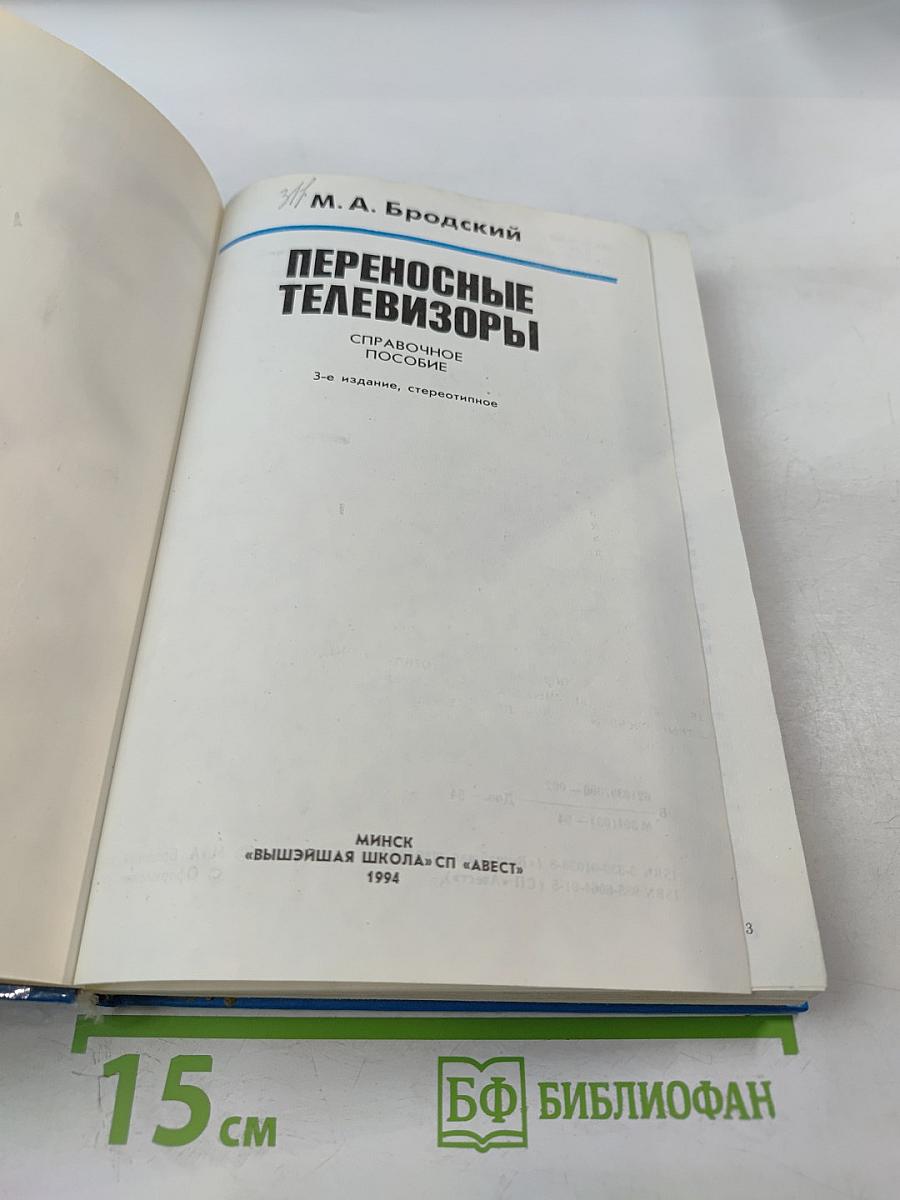 М. А. Бродский
ПЕРЕНОСНЫЕ
ТЕЛЕВИЗОРЫ
СПРАВОЧНОЕ
ПОСОБИЕ
3-е издание, стереотипное
МИНСК
«ВЫШЭЙШАЯ ШКОЛА» СП «АВЕСТ»
1994
3
15 см
БФ БИБЛИОФАН